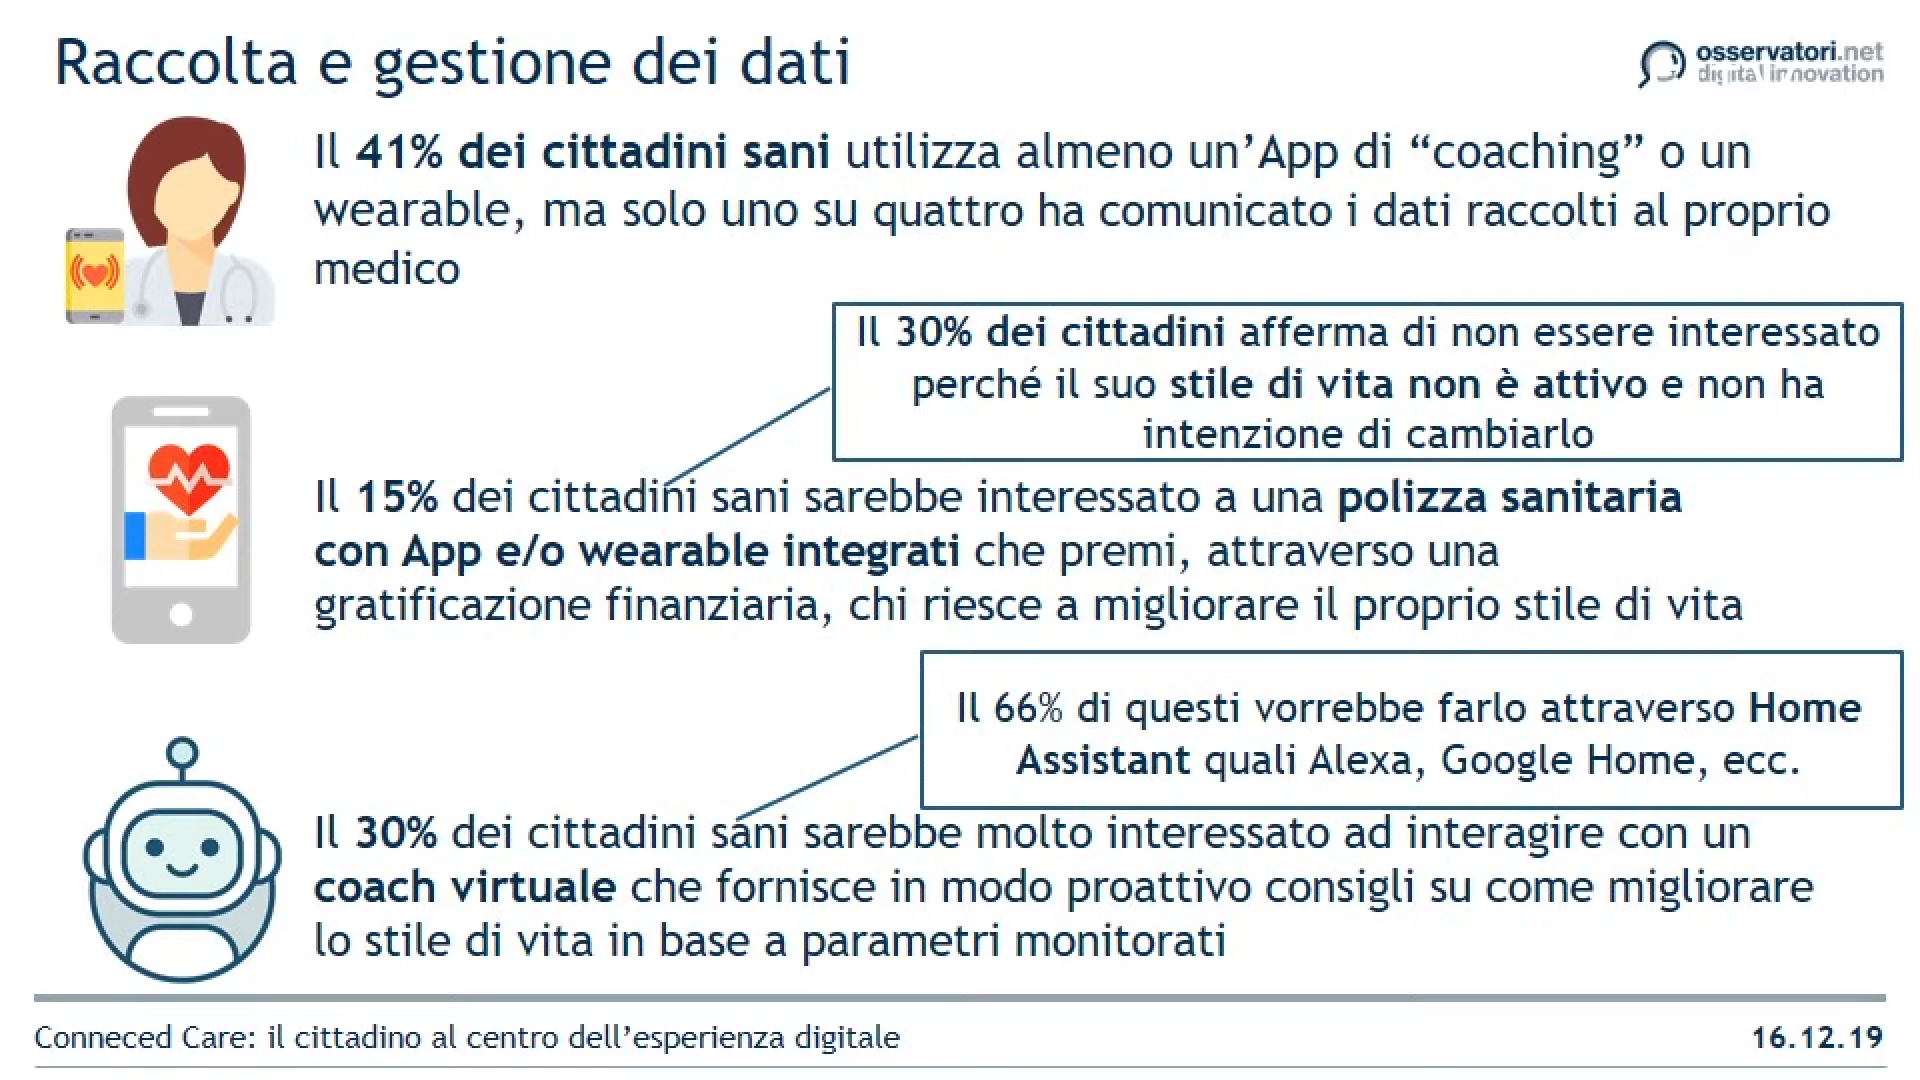 Raccolta e gestione dei dati
osservatori.net
digital innovation
Il 41% dei cittadini sani utilizza almeno un’App di “coaching” o un
wearable, ma solo uno su quattro ha comunicato i dati raccolti al proprio
medico
Il 30% dei cittadini afferma di non essere interessato
perché il suo stile di vita non è attivo e non ha
intenzione di cambiarlo
Il 15% dei cittadini sani sarebbe interessato a una polizza sanitaria
con App e/o wearable integrati che premi, attraverso una
gratificazione finanziaria, chi riesce a migliorare il proprio stile di vita
Il 66% di questi vorrebbe farlo attraverso Home
Assistant quali Alexa, Google Home, ecc.
Il 30% dei cittadini sani sarebbe molto interessato ad interagire con un
coach virtuale che fornisce in modo proattivo consigli su come migliorare
lo stile di vita in base a parametri monitorati
Conneced Care: il cittadino al centro dell’esperienza digitale
16.12.19